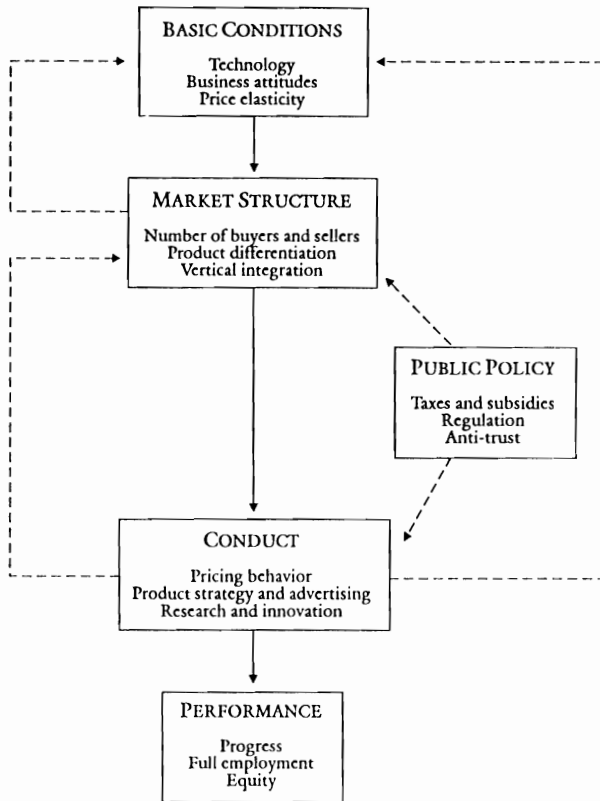 BASIC CONDITIONS
Technology
Business attitudes
Price elasticity
MARKET STRUCTURE
Number of buyers and sellers
Product differentiation
Vertical integration
PUBLIC POLICY
Taxes and subsidies
Regulation
Anti-trust
CONDUCT
Pricing behavior
Product strategy and advertising
Research and innovation
PERFORMANCE
Progress
Full employment
Equity